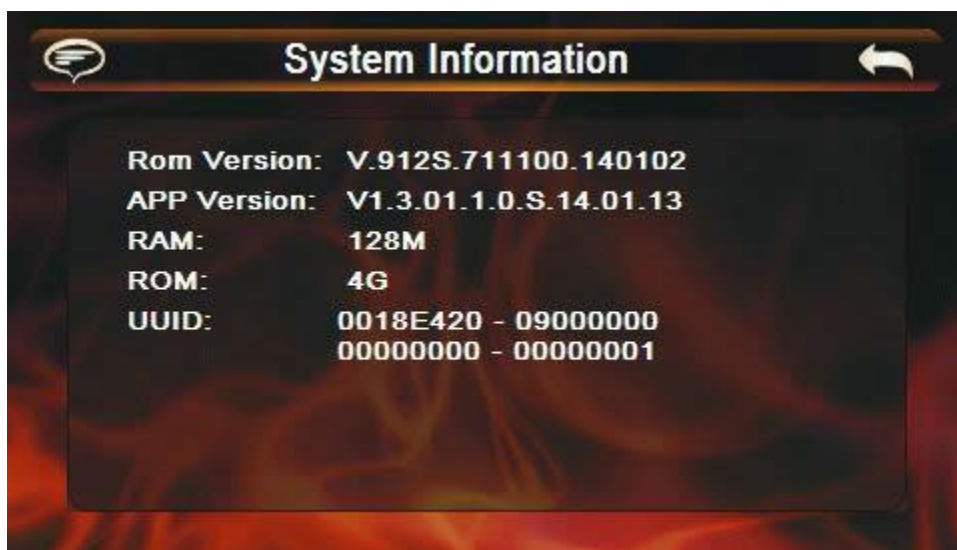 System Information
Rom Version: V.912S.711100.140102
APP Version: V1.3.01.1.0.S.14.01.13
RAM: 128M
ROM: 4G
UUID: 0018E420 - 09000000
00000000 - 00000001